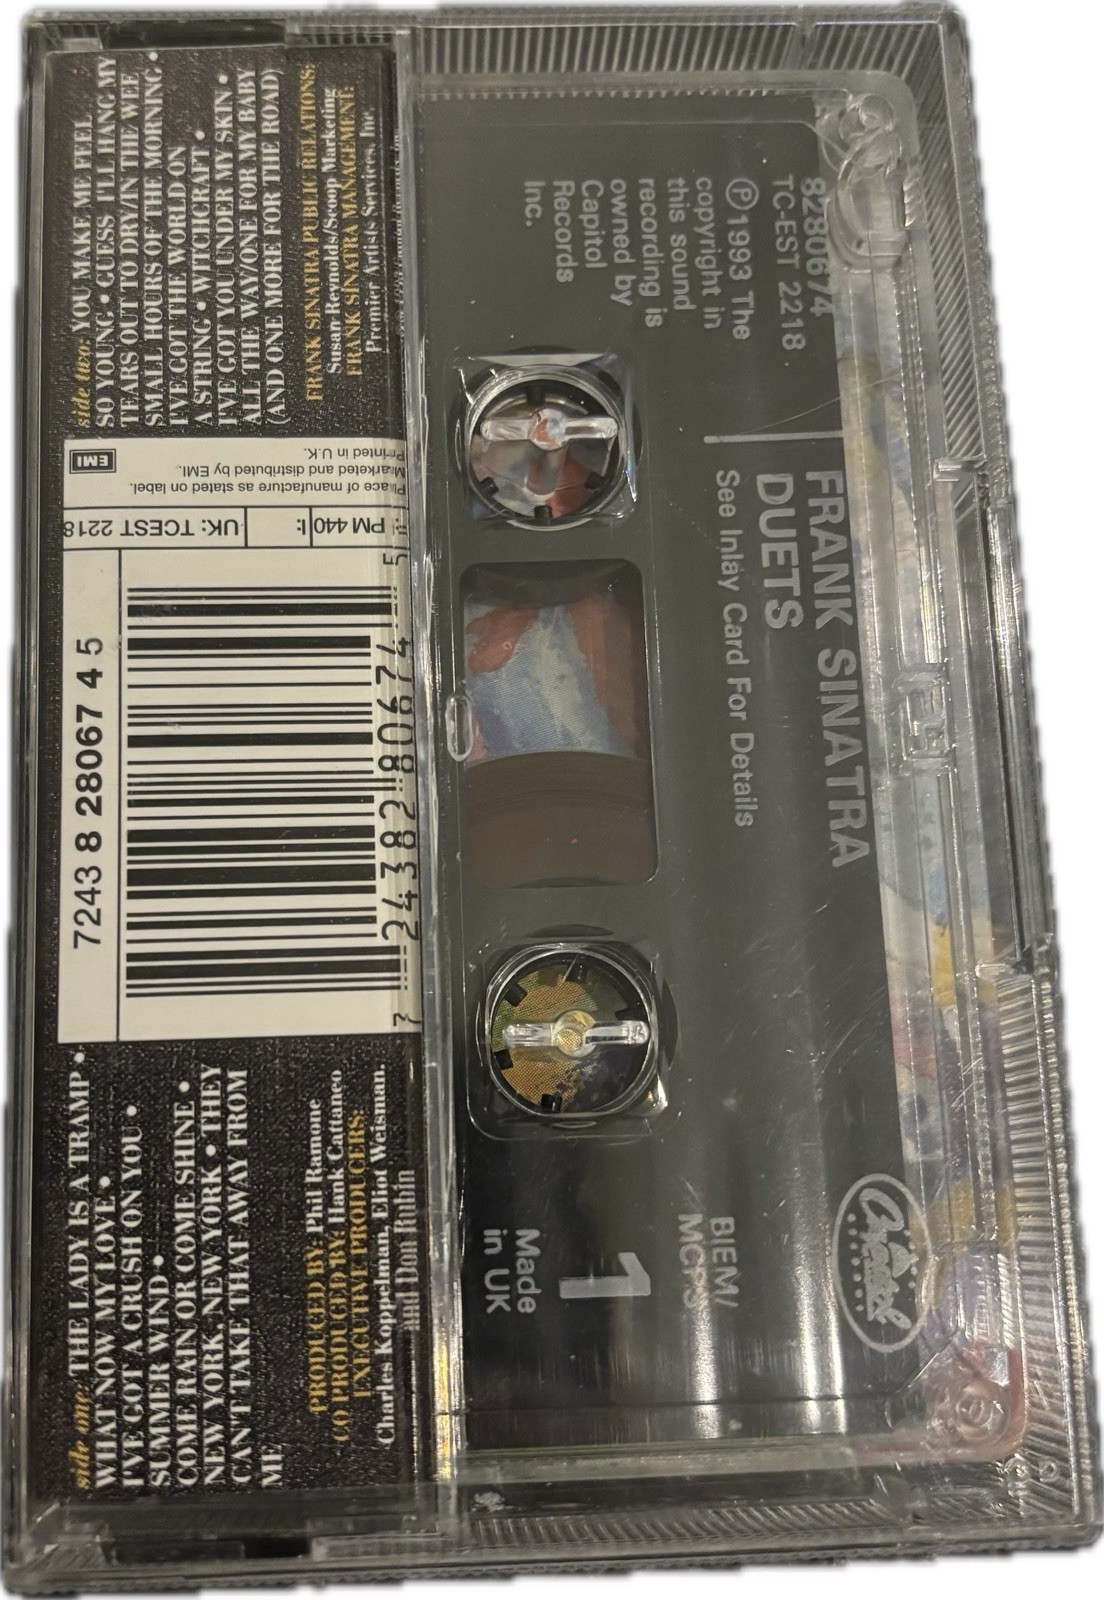 8280674
TC-EST 2218
Ⓟ 1993 The
copyright in
this sound
recording is
owned by
Capitol
Records
Inc.
FRANK SINATRA
DUETS
See Inlay Card For Details
Capitol
BIEM/
MCPS
1
Made
in UK
side two: YOU MAKE ME FEEL
SO YOUNG • GUESS I'LL HANG MY
TEARS OUT TO DRY/IN THE WEE
SMALL HOURS OF THE MORNING •
I'VE GOT THE WORLD ON
A STRING • WITCHCRAFT •
I'VE GOT YOU UNDER MY SKIN •
ALL THE WAY/ONE FOR MY BABY
(AND ONE MORE FOR THE ROAD)
FRANK SINATRA PUBLIC RELATIONS:
Susan Reynolds/Scoop Marketing
FRANK SINATRA MANAGEMENT:
Premier Artists Services, Inc
EMI
Place of manufacture as stated on label.
Marketed and distributed by EMI.
Printed in U.K.
UK: TCEST 2218
I:
PM 440
7243 8 28067 4 5
7 24382 80674 5
side one: THE LADY IS A TRAMP •
WHAT NOW MY LOVE •
I'VE GOT A CRUSH ON YOU •
SUMMER WIND •
COME RAIN OR COME SHINE •
NEW YORK, NEW YORK • THEY
CAN'T TAKE THAT AWAY FROM
ME
PRODUCED BY: Phil Ramone
CO PRODUCED BY: Hank Cattaneo
EXECUTIVE PRODUCERS:
Charles Koppelman, Eliot Weisman,
and Don Rubin